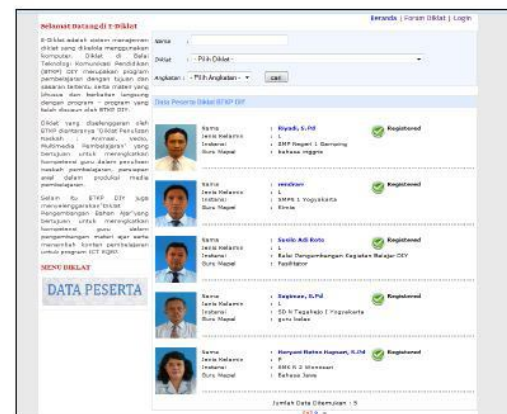 Beranda | Forum Diklat | Login
Selamat Datang di E-Diklat
E-Diklat adalah sistem manajemen
diklat yang dikelola menggunakan
komputer. Diklat di Balai
Teknologi Komunikasi Pendidikan
(BTKP) DIY merupakan program
pembelajaran dengan tujuan dan
sasaran tertentu serta materi yang
khusus dan berkaitan langsung
dengan program - program yang
telah disusun oleh BTKP DIY.
Diklat yang diselenggarakan oleh
BTKP diantaranya "Diklat Penulisan
Naskah : Animasi, Video,
Multimedia Pembelajaran" yang
bertujuan untuk meningkatkan
kompetensi guru dalam penulisan
naskah pembelajaran, persiapan
awal dalam produksi media
pembelajaran.
Selain itu BTKP DIY juga
menyelenggarakan "Diklat
Pengembangan Bahan Ajar" yang
bertujuan untuk meningkatkan
kompetensi guru dalam
pengembangan materi ajar serta
menambah konten pembelajaran
untuk program ICT EQEP.
MENU DIKLAT
DATA PESERTA
Nama :
Diklat : - Pilih Diklat -
Angkatan : - Pilih Angkatan - cari
Data Peserta Diklat BTKP DIY
Nama : Riyadi, S.Pd Registered
Jenis Kelamin : L
Instansi : SMP Negeri 1 Gamping
Guru Mapel : bahasa inggris
Nama : rendiran Registered
Jenis Kelamin : L
Instansi : SMPN 1 Yogyakarta
Guru Mapel : Kimia
Nama : Susilo Adi Roto Registered
Jenis Kelamin : L
Instansi : Balai Pengembangan Kegiatan Belajar DIY
Guru Mapel : Fasilitator
Nama : Sagiman, S.Pd Registered
Jenis Kelamin : L
Instansi : SD N Tegalrejo I Yogyakarta
Guru Mapel : guru kelas
Nama : Haryani Ratna Hapsari, S.Pd Registered
Jenis Kelamin : P
Instansi : SMK N 2 Wonosari
Guru Mapel : Bahasa Jawa
Jumlah Data Ditemukan : 5